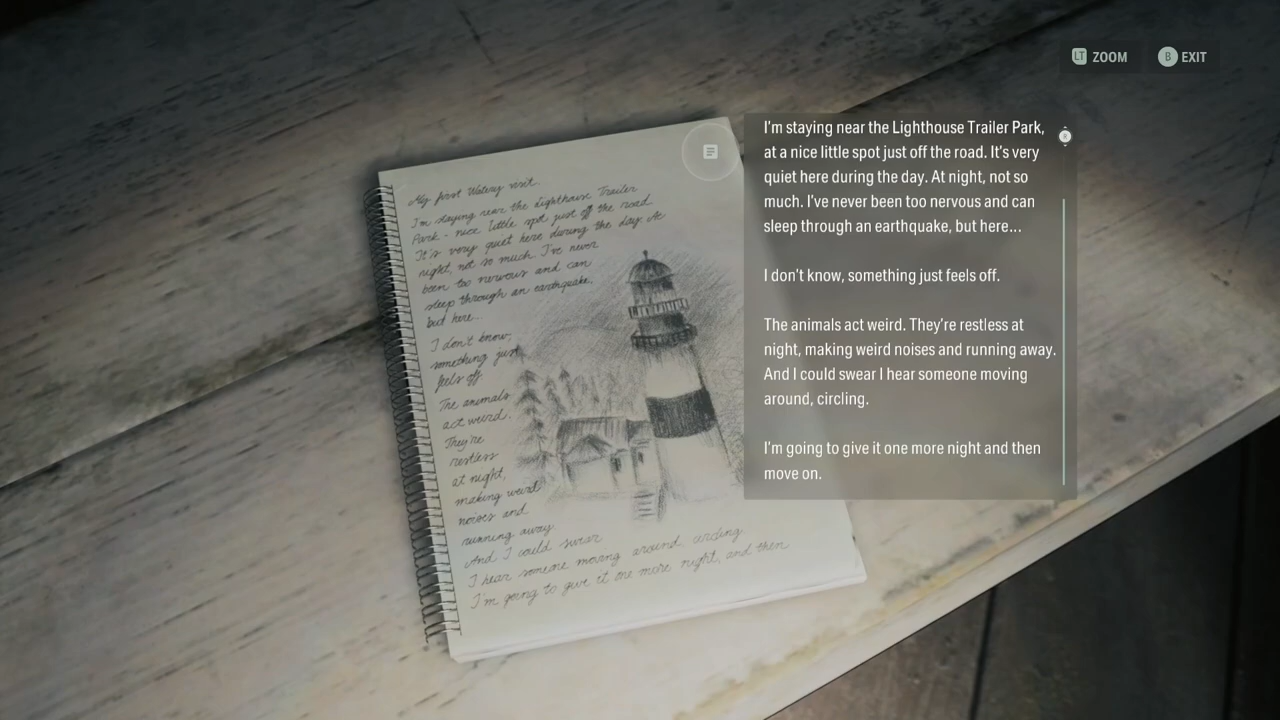 LT ZOOM
B EXIT
My first Watery visit.
I'm staying near the Lighthouse Trailer
Park - nice little spot just off the road.
It's very quiet here during the day. At
night, not so much. I've never
been too nervous and can
sleep through an earthquake,
but here...
I don't know,
something just
feels off.
The animals
act weird.
They're
restless
at night,
making weird
noises and
running away.
And I could swear
I hear someone moving around circling.
I'm going to give it one more night, and then
I'm staying near the Lighthouse Trailer Park,
at a nice little spot just off the road. It's very
quiet here during the day. At night, not so
much. I've never been too nervous and can
sleep through an earthquake, but here...
I don't know, something just feels off.
The animals act weird. They're restless at
night, making weird noises and running away.
And I could swear I hear someone moving
around, circling.
I'm going to give it one more night and then
move on.
R